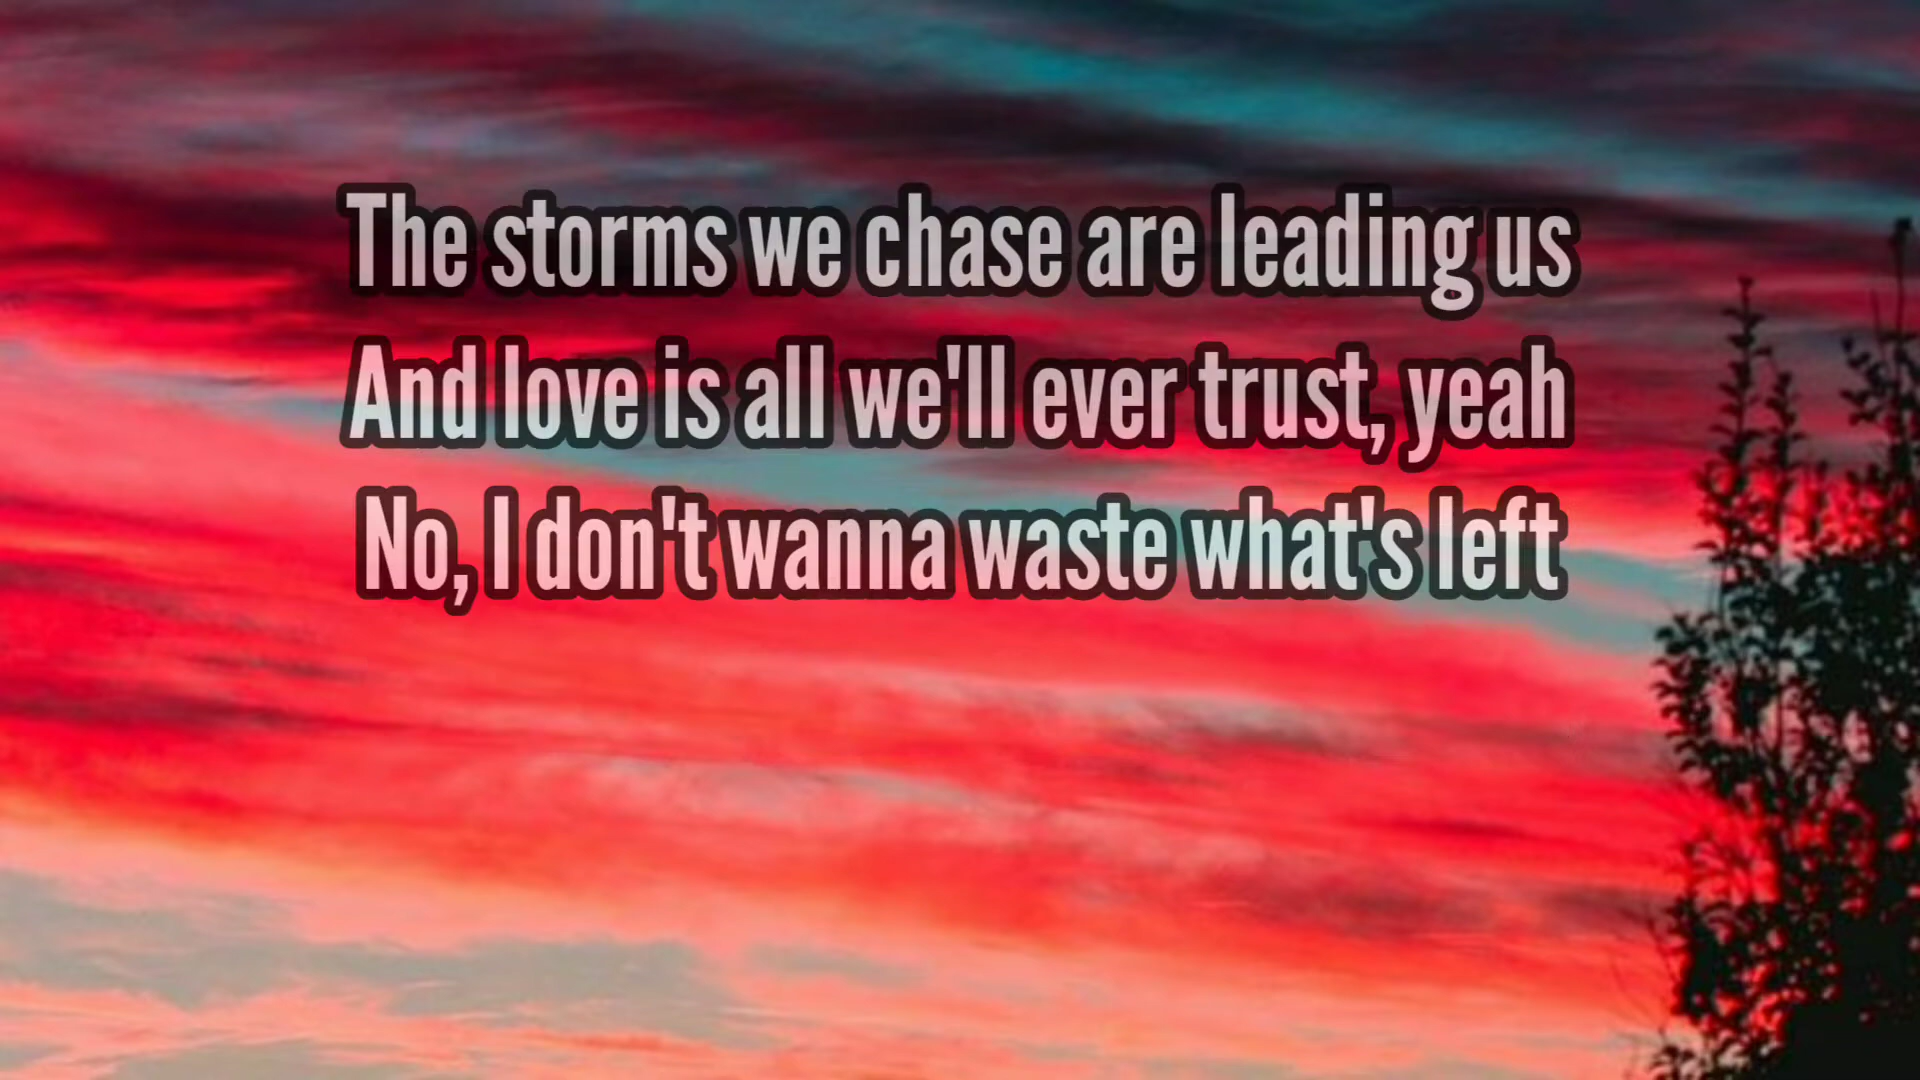 The storms we chase are leading us
And love is all we'll ever trust, yeah
No, I don't wanna waste what's left